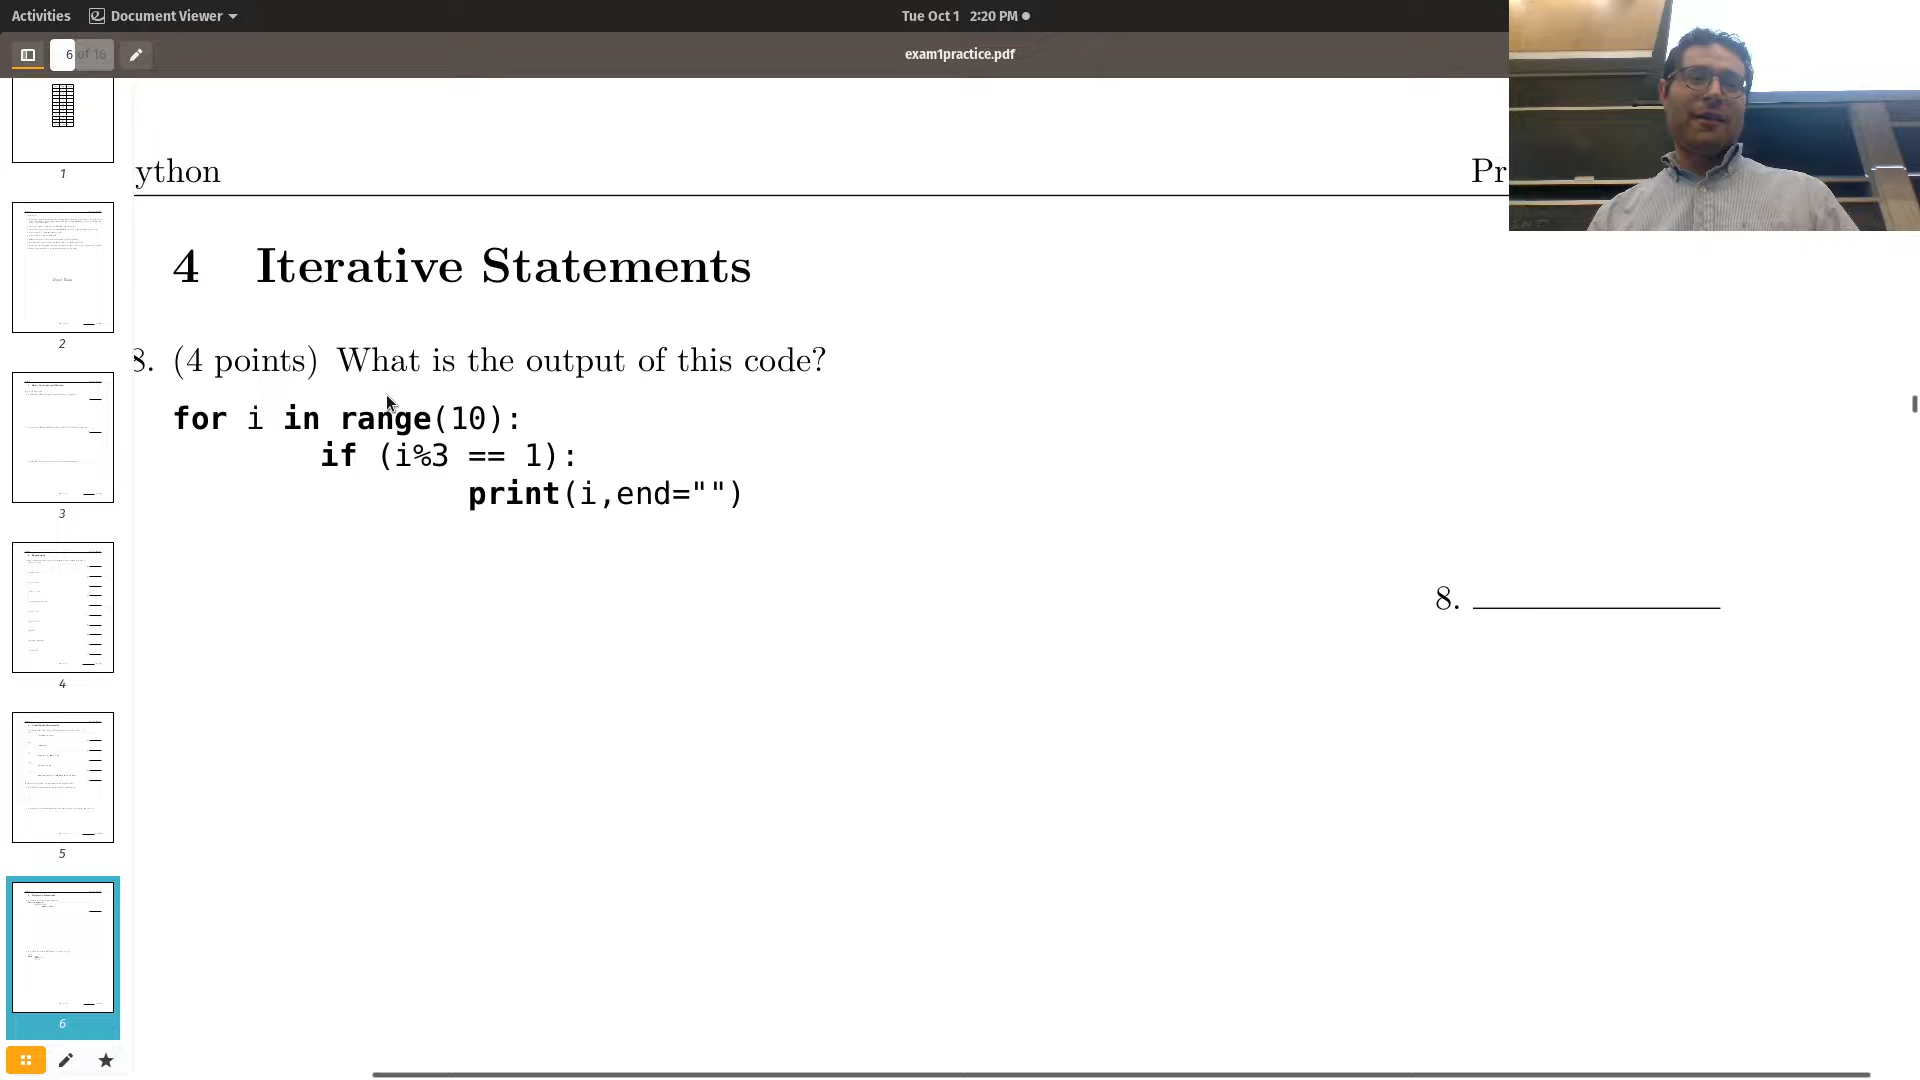 Activities Document Viewer Tue Oct 1 2:20 PM
6 of 16 exam1practice.pdf
1
2
3
4
5
6
ython Pr
4 Iterative Statements
8. (4 points) What is the output of this code?
for i in range(10):
if (i%3 == 1):
print(i,end="")
8.